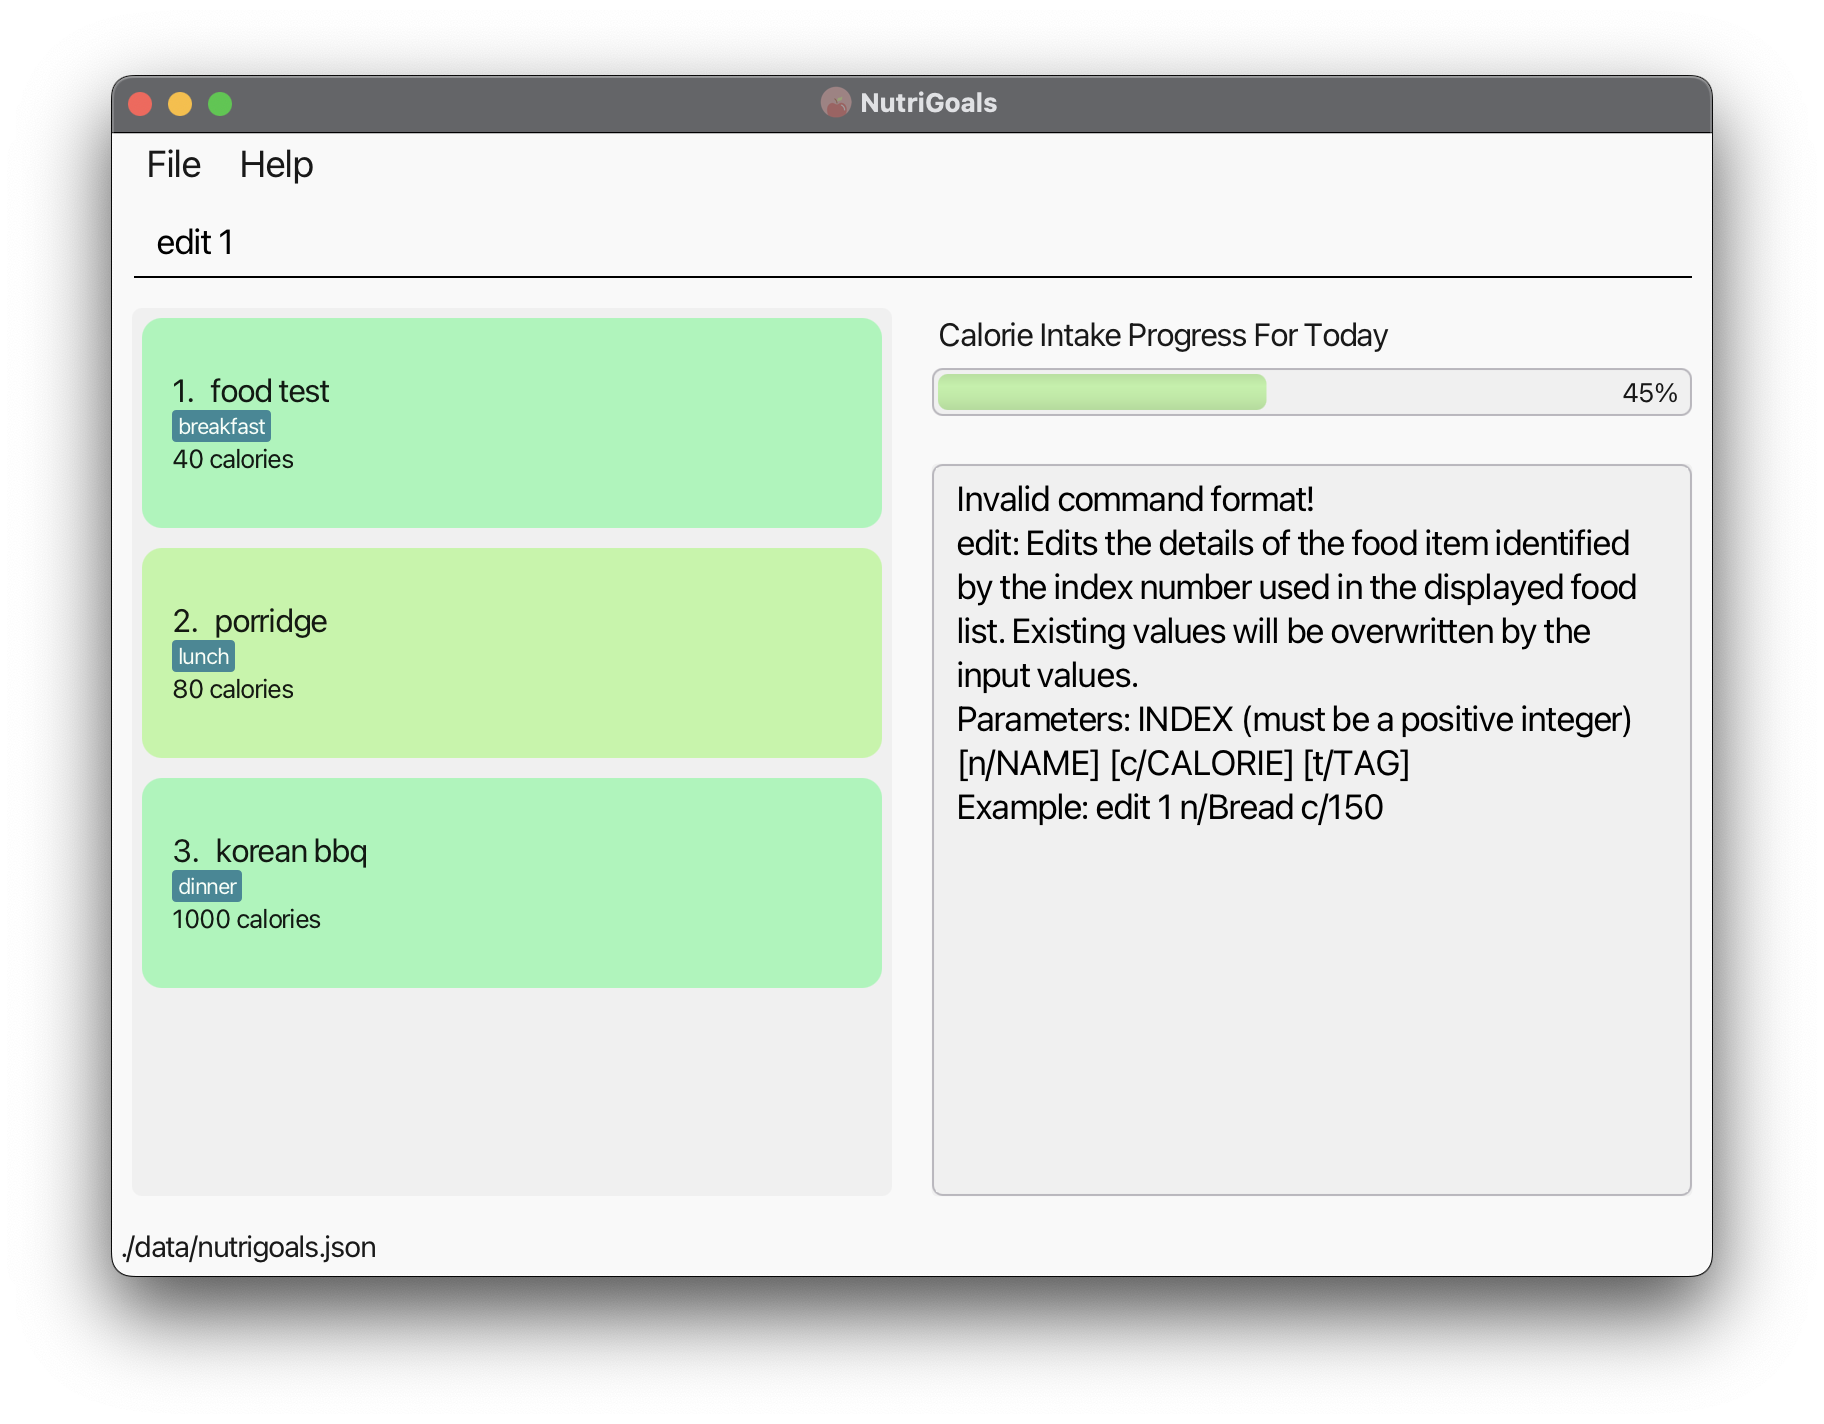 NutriGoals
File Help
edit 1
1. food test
breakfast
40 calories
2. porridge
lunch
80 calories
3. korean bbq
dinner
1000 calories
Calorie Intake Progress For Today
45%
Invalid command format!
edit: Edits the details of the food item identified
by the index number used in the displayed food
list. Existing values will be overwritten by the
input values.
Parameters: INDEX (must be a positive integer)
[n/NAME] [c/CALORIE] [t/TAG]
Example: edit 1 n/Bread c/150
./data/nutrigoals.json